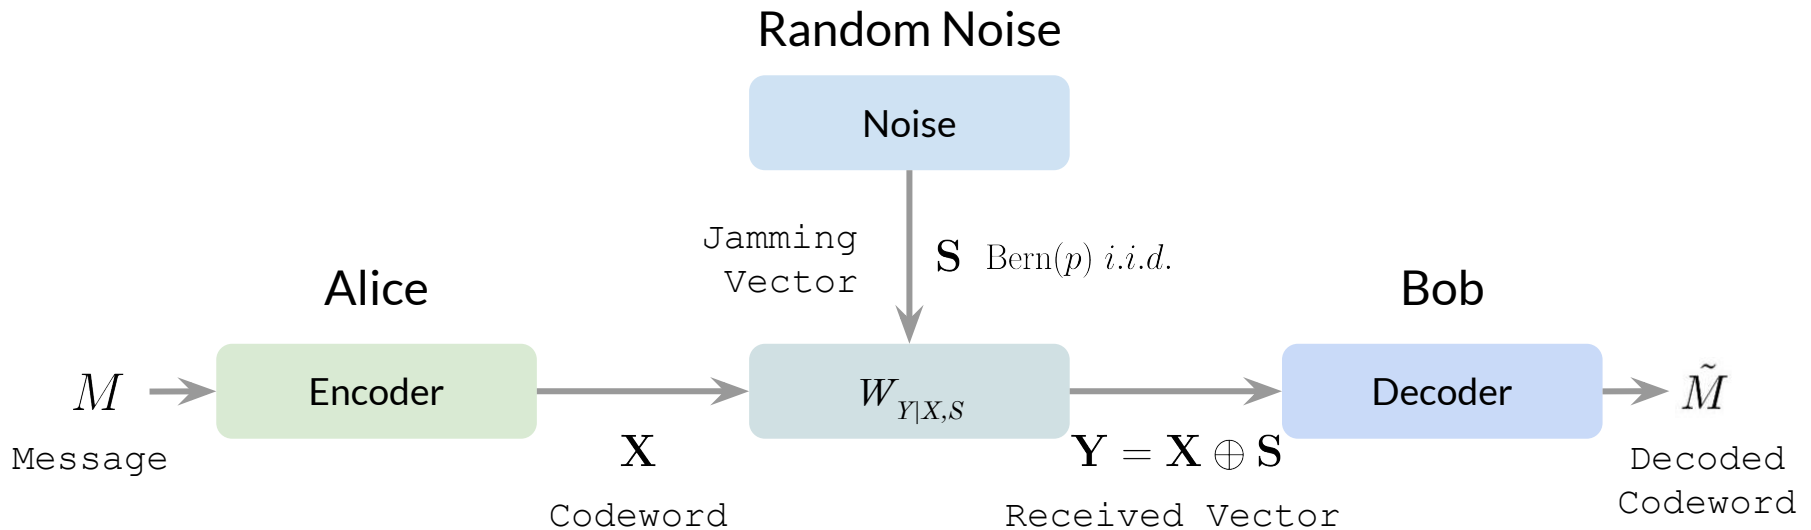 Random Noise
Noise
Jamming
Vector
𝐒 Bern(p) i.i.d.
Alice
Bob
M
Encoder
W_{Y|X,S}
Decoder
M̃
Message
𝐗
𝐘 = 𝐗 ⊕ 𝐒
Decoded
Codeword
Codeword
Received Vector